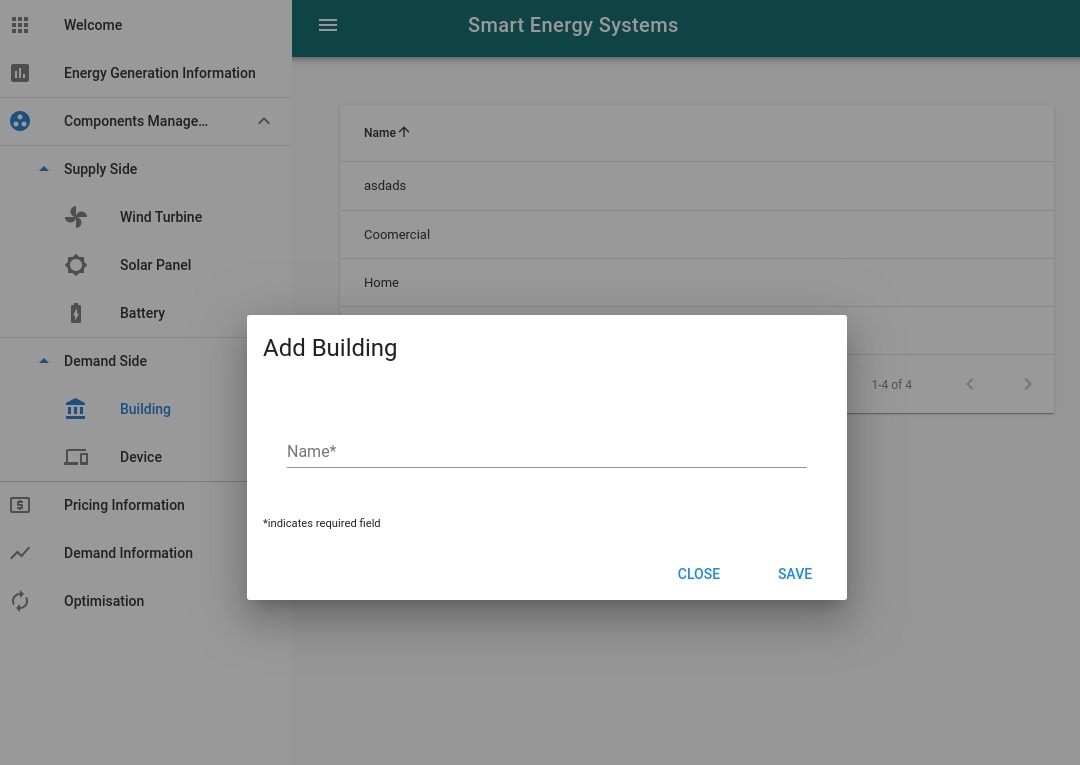 Welcome
Energy Generation Information
Components Manage...
Supply Side
Wind Turbine
Solar Panel
Battery
Demand Side
Building
Device
Pricing Information
Demand Information
Optimisation
Smart Energy Systems
Name
asdads
Coomercial
Home
1-4 of 4
Add Building
Name*
*indicates required field
CLOSE SAVE